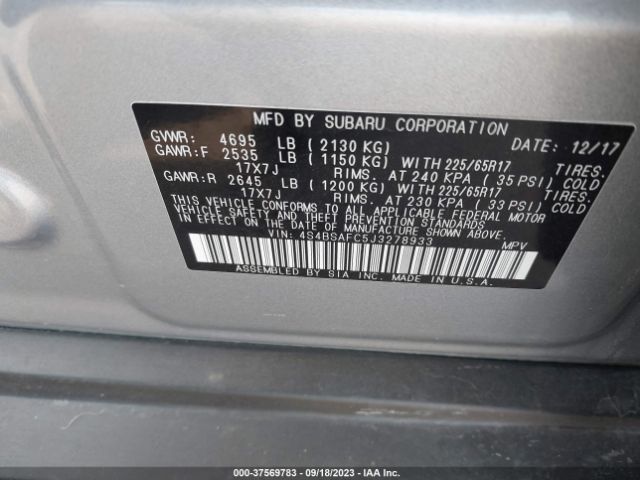 MFD BY SUBARU CORPORATION
GVWR: 4695 LB (2130 KG) DATE: 12/17
GAWR:F 2535 LB (1150 KG) WITH 225/65R17 TIRES.
17X7J RIMS. AT 240 KPA (35 PSI) COLD
GAWR:R 2645 LB (1200 KG) WITH 225/65R17 TIRES.
17X7J RIMS. AT 230 KPA (33 PSI) COLD
THIS VEHICLE CONFORMS TO ALL APPLICABLE FEDERAL MOTOR
VEHICLE SAFETY, BUMPER, AND THEFT PREVENTION STANDARDS
IN EFFECT ON THE DATE OF MANUFACTURE SHOWN ABOVE.
VIN: 4S4BSAFC5J3278933 MPV
ASSEMBLED BY SIA INC. MADE IN U.S.A.
000-37569783 - 09/18/2023 - IAA Inc.